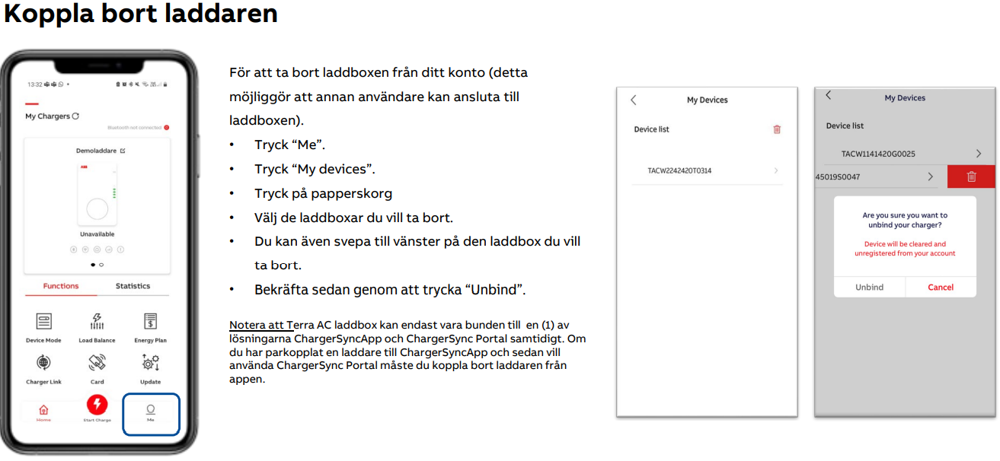 Koppla bort laddaren
13:32
My Chargers
Bluetooth not connected
Demoladdare
ABB
Unavailable
Functions
Statistics
Device Mode
Load Balance
Energy Plan
Charger Link
Card
Update
Home
Start Charge
Me
För att ta bort laddboxen från ditt konto (detta
möjliggör att annan användare kan ansluta till
laddboxen).
• Tryck “Me”.
• Tryck “My devices”.
• Tryck på papperskorg
• Välj de laddboxar du vill ta bort.
• Du kan även svepa till vänster på den laddbox du vill
ta bort.
• Bekräfta sedan genom att trycka “Unbind”.
Notera att Terra AC laddbox kan endast vara bunden till en (1) av
lösningarna ChargerSyncApp och ChargerSync Portal samtidigt. Om
du har parkopplat en laddare till ChargerSyncApp och sedan vill
använda ChargerSync Portal måste du koppla bort laddaren från
appen.
My Devices
Device list
TACW2242420T0314
My Devices
Device list
TACW1141420G0025
45019S0047
Are you sure you want to
unbind your charger?
Device will be cleared and
unregistered from your account
Unbind
Cancel